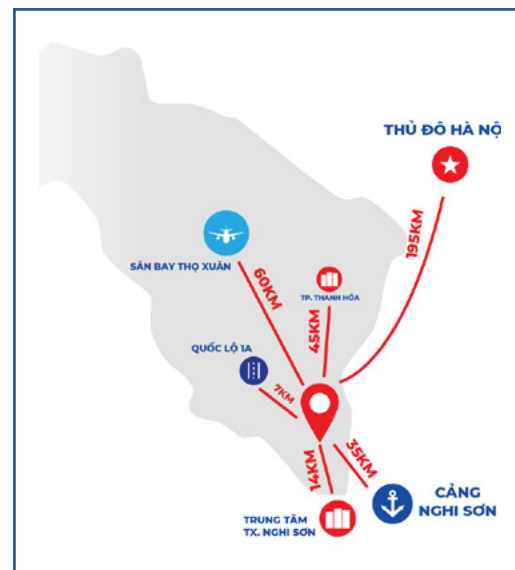 THỦ ĐÔ HÀ NỘ
195KM
SÂN BAY THỌ XUÂN
60KM
TP. THANH HÓA
45KM
QUỐC LỘ 1A
7KM
35KM
14KM
CẢNG
NGHI SƠN
TRUNG TÂM
TX. NGHI SƠN